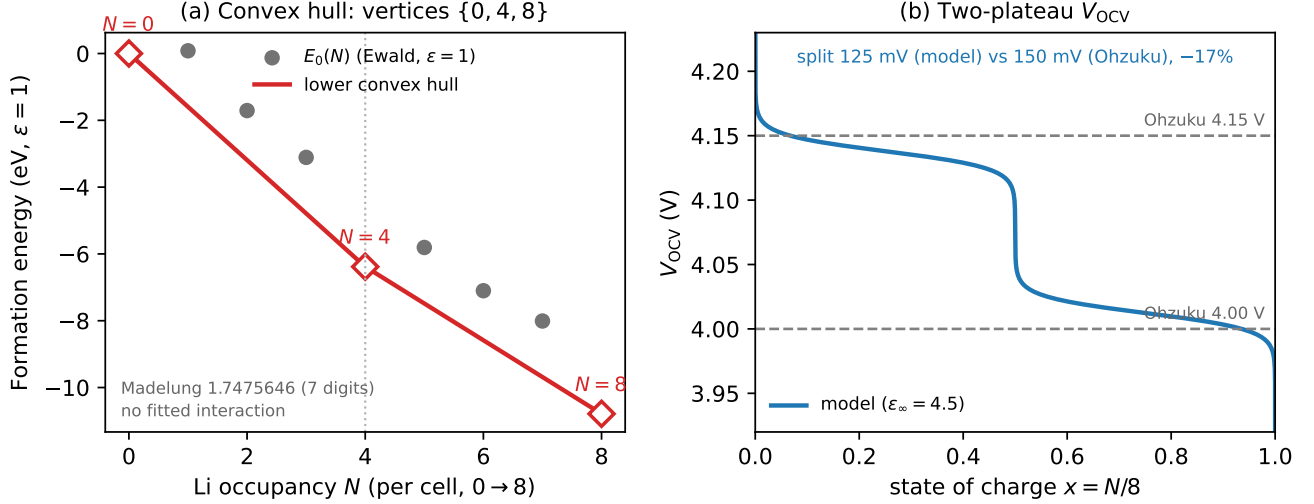 (a) Convex hull: vertices {0, 4, 8}
N = 0
E₀(N) (Ewald, ε = 1)
lower convex hull
N = 4
N = 8
Madelung 1.7475646 (7 digits)
no fitted interaction
Formation energy (eV, ε = 1)
0
−2
−4
−6
−8
−10
0 2 4 6 8
Li occupancy N (per cell, 0 → 8)
(b) Two-plateau V_OCV
split 125 mV (model) vs 150 mV (Ohzuku), −17%
Ohzuku 4.15 V
Ohzuku 4.00 V
model (ε∞ = 4.5)
V_OCV (V)
4.20
4.15
4.10
4.05
4.00
3.95
0.0 0.2 0.4 0.6 0.8 1.0
state of charge x = N/8